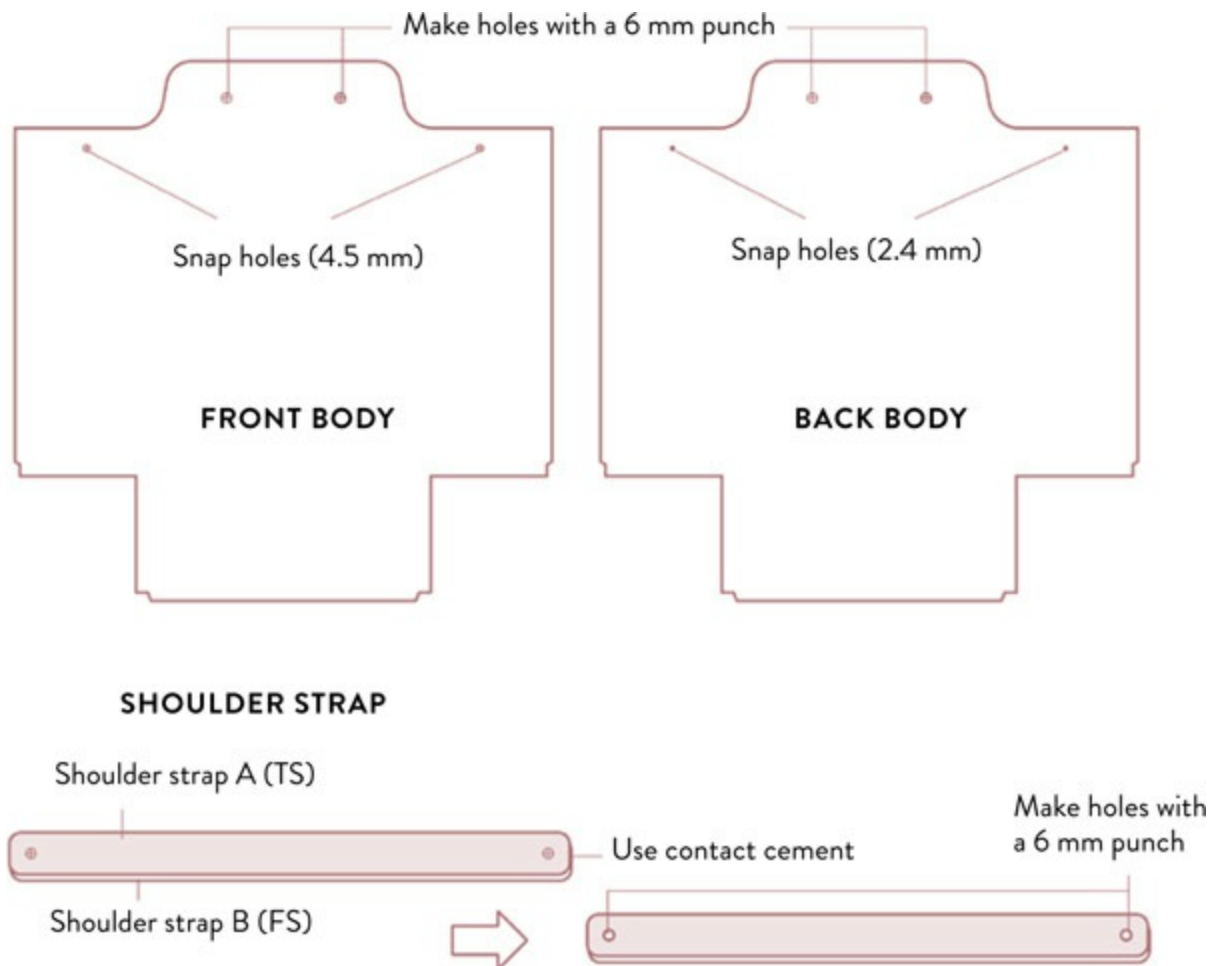 Make holes with a 6 mm punch
Snap holes (4.5 mm)
Snap holes (2.4 mm)
FRONT BODY
BACK BODY
SHOULDER STRAP
Shoulder strap A (TS)
Make holes with
a 6 mm punch
Use contact cement
Shoulder strap B (FS)